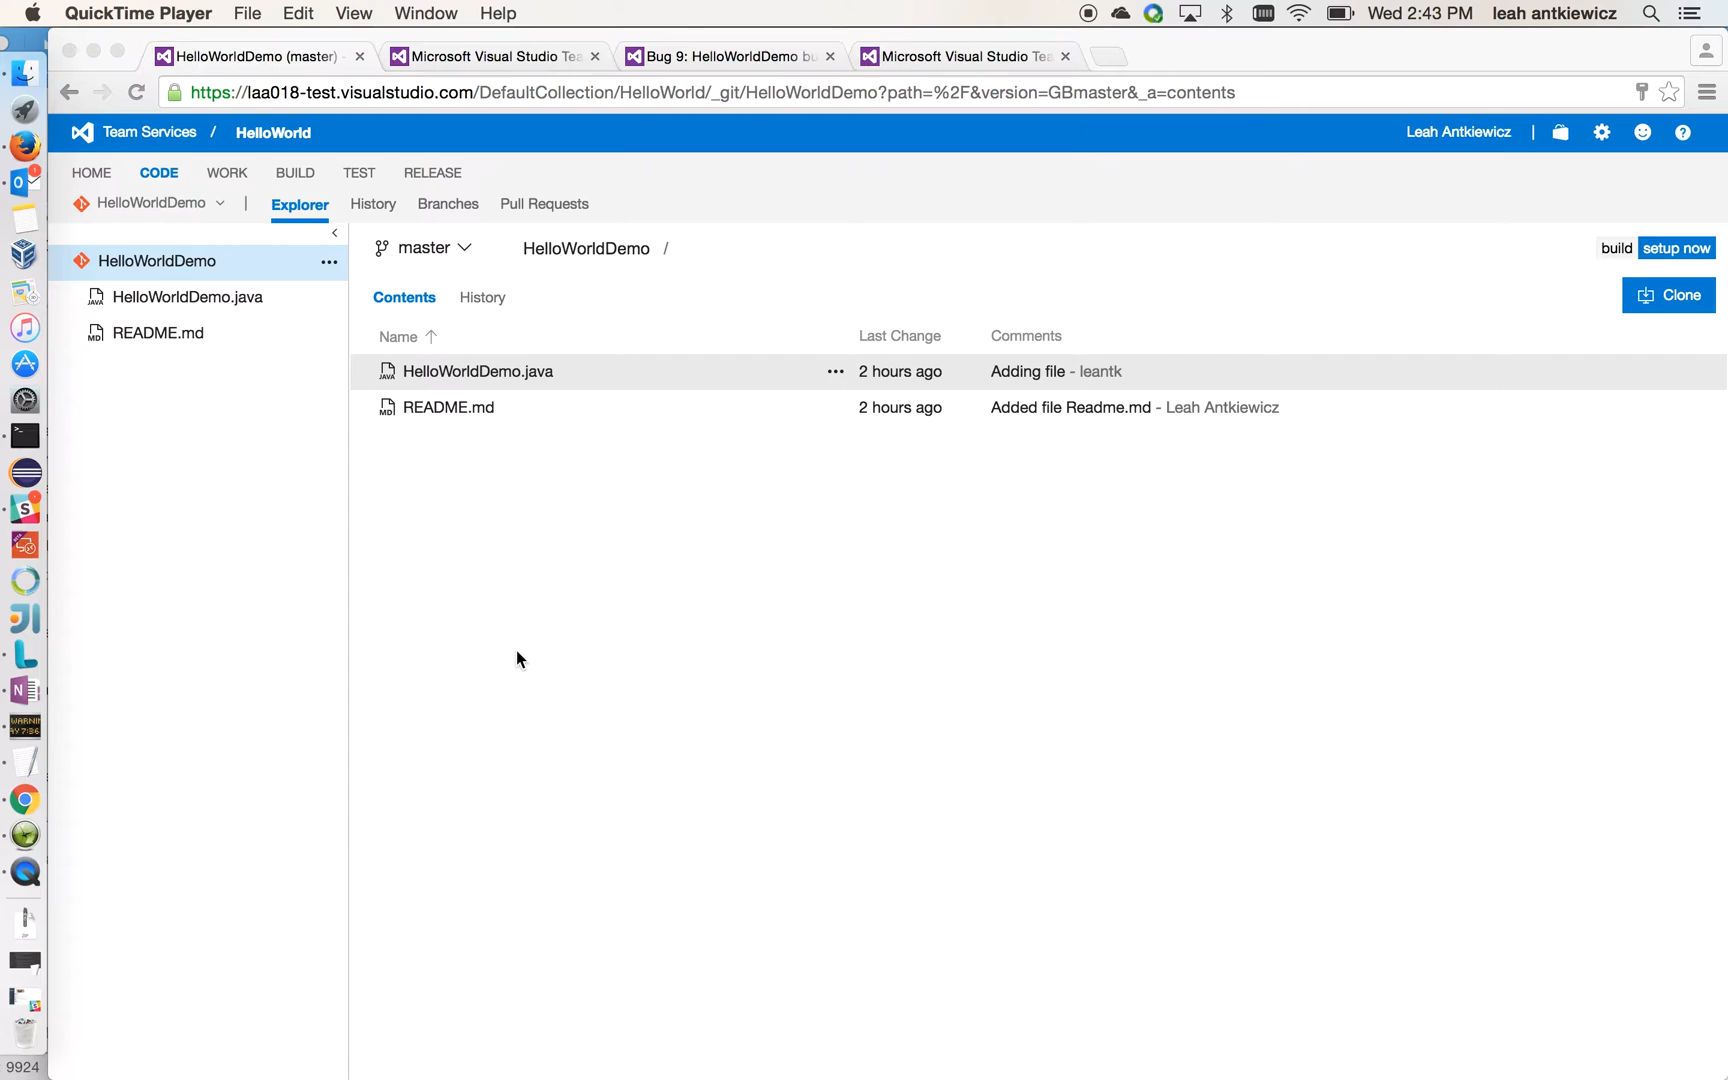 QuickTime Player File Edit View Window Help Wed 2:43 PM leah antkiewicz
HelloWorldDemo (master) Microsoft Visual Studio Tea Bug 9: HelloWorldDemo bu Microsoft Visual Studio Tea
https://laa018-test.visualstudio.com/DefaultCollection/HelloWorld/_git/HelloWorldDemo?path=%2F&version=GBmaster&_a=contents
Team Services / HelloWorld Leah Antkiewicz
HOME CODE WORK BUILD TEST RELEASE
HelloWorldDemo | Explorer History Branches Pull Requests
HelloWorldDemo
HelloWorldDemo.java
README.md
master HelloWorldDemo / build setup now
Contents History Clone
Name Last Change Comments
HelloWorldDemo.java 2 hours ago Adding file - leantk
README.md 2 hours ago Added file Readme.md - Leah Antkiewicz
9924